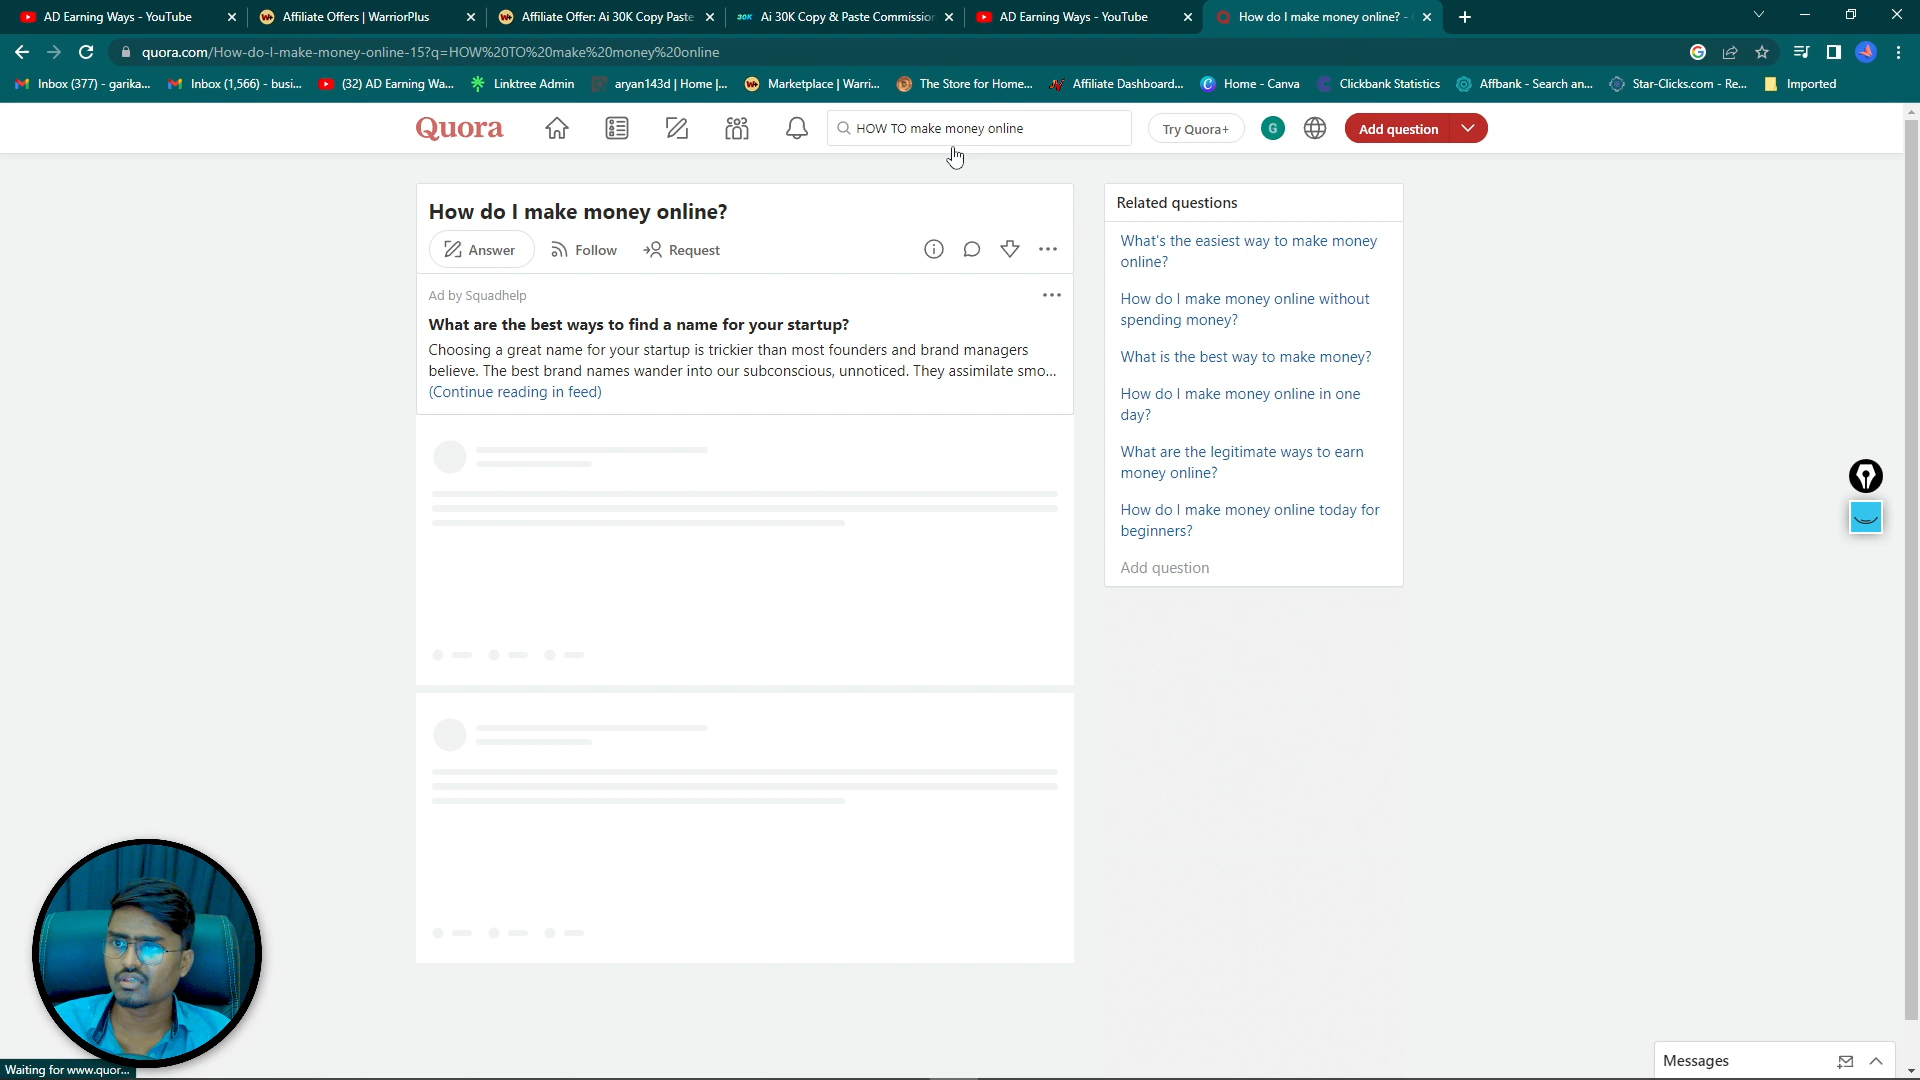 AD Earning Ways - YouTube
Affiliate Offers | WarriorPlus
Affiliate Offer: Ai 30K Copy Paste
Ai 30K Copy & Paste Commission
AD Earning Ways - YouTube
How do I make money online? -
quora.com/How-do-I-make-money-online-15?q=HOW%20TO%20make%20money%20online
Inbox (377) - garika...
Inbox (1,566) - busi...
(32) AD Earning Wa...
Linktree Admin
aryan143d | Home |...
Marketplace | Warri...
The Store for Home...
Affiliate Dashboard...
Home - Canva
Clickbank Statistics
Affbank - Search an...
Star-Clicks.com - Re...
Imported
Quora
HOW TO make money online
Try Quora+
G
Add question
How do I make money online?
Answer
Follow
Request
Ad by Squadhelp
What are the best ways to find a name for your startup?
Choosing a great name for your startup is trickier than most founders and brand managers
believe. The best brand names wander into our subconscious, unnoticed. They assimilate smo...
(Continue reading in feed)
Related questions
What's the easiest way to make money
online?
How do I make money online without
spending money?
What is the best way to make money?
How do I make money online in one
day?
What are the legitimate ways to earn
money online?
How do I make money online today for
beginners?
Add question
Messages
Waiting for www.quor...